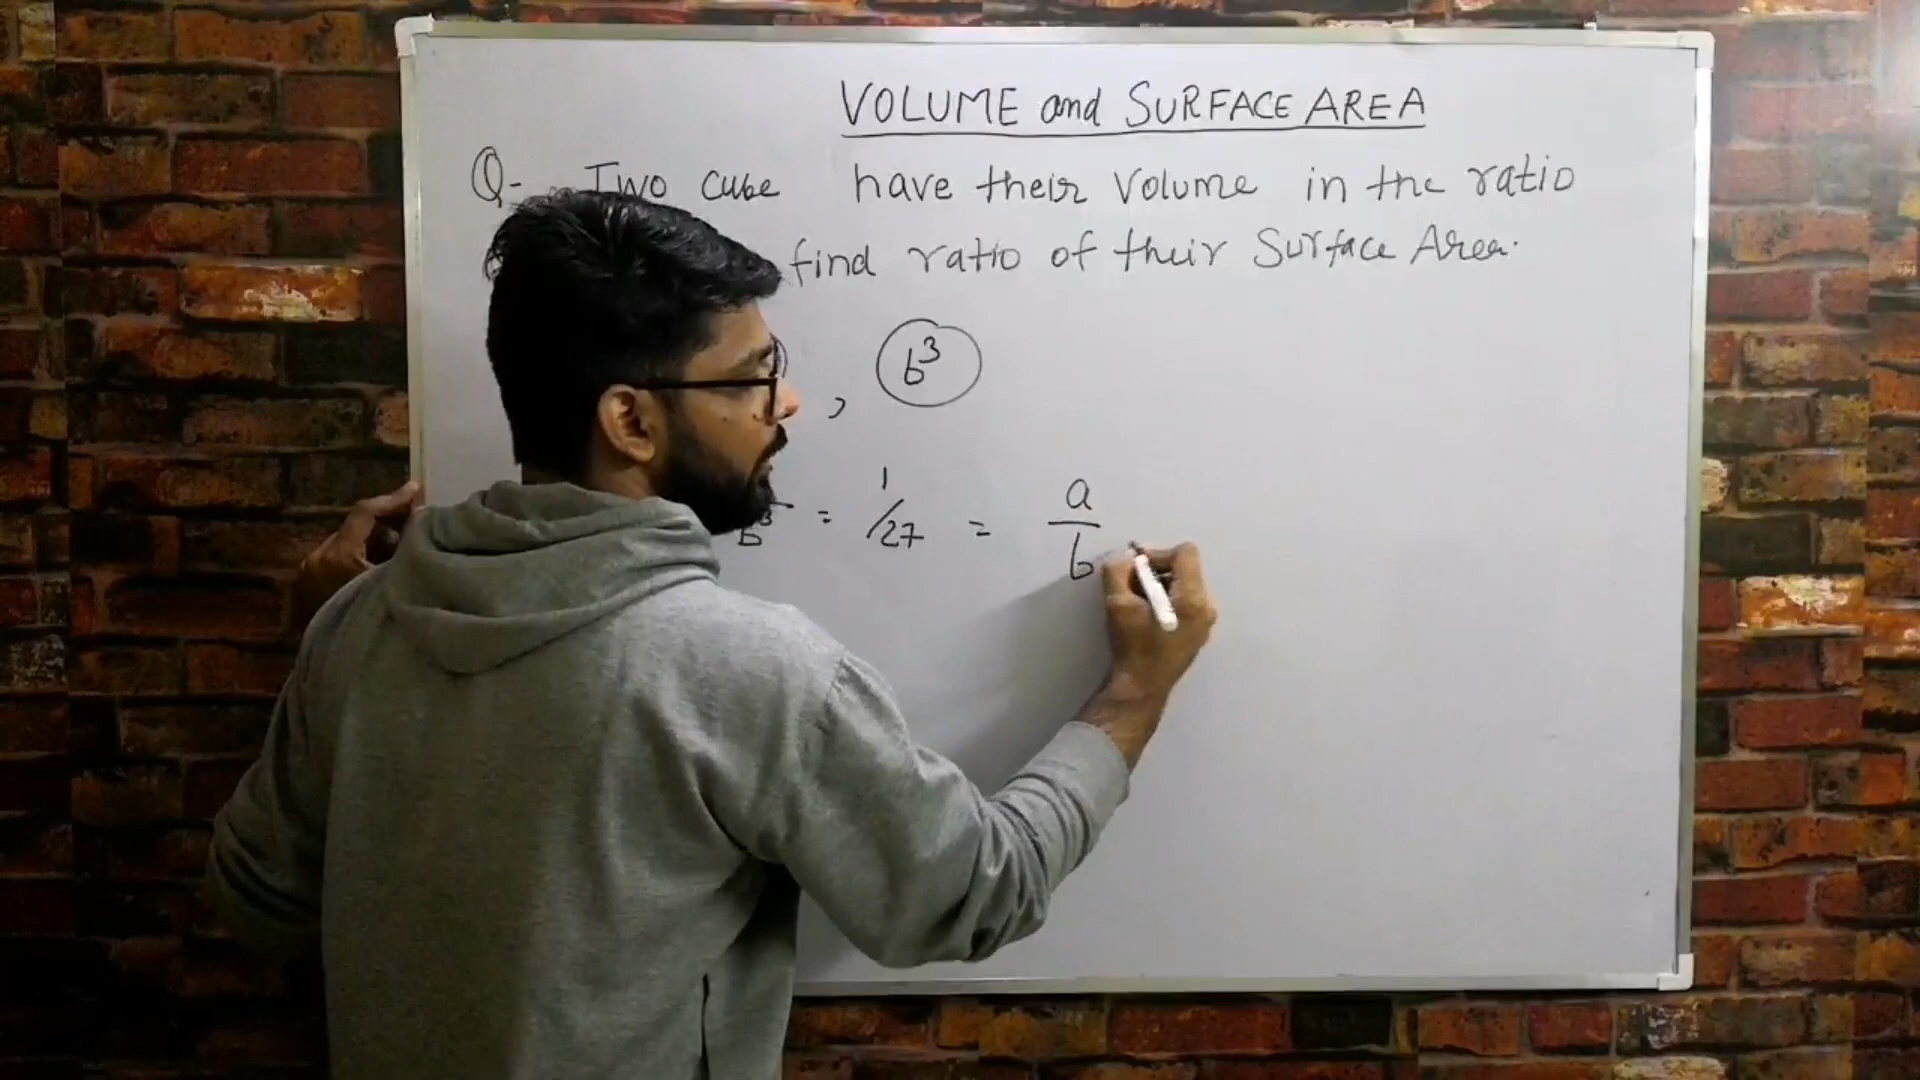 VOLUME and SURFACE AREA
Q- Two cube have their Volume in the ratio
find ratio of their Surface Area.
, b³
b³ = 1/27 = a/b